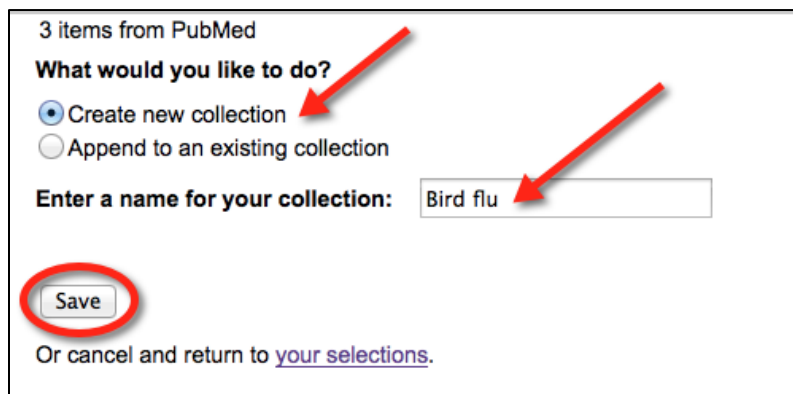 3 items from PubMed
What would you like to do?
Create new collection
Append to an existing collection
Enter a name for your collection: Bird flu
Save
Or cancel and return to your selections.